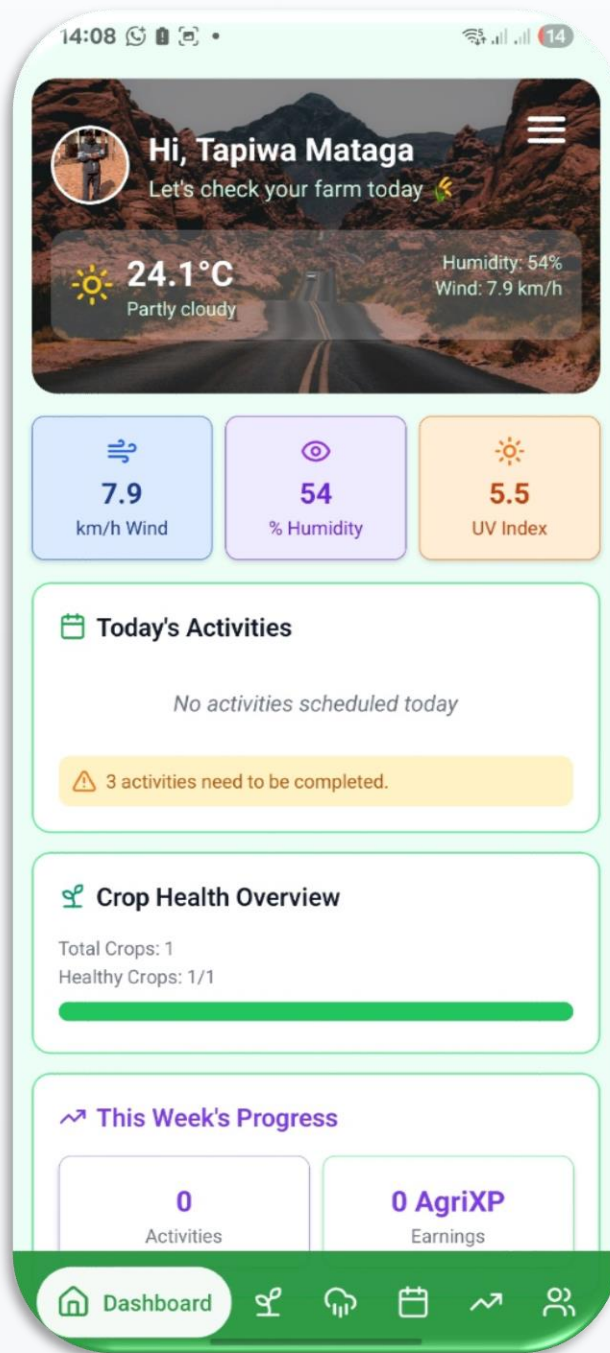 14:08
14
Hi, Tapiwa Mataga
Let's check your farm today
24.1°C
Partly cloudy
Humidity: 54%
Wind: 7.9 km/h
7.9
km/h Wind
54
% Humidity
5.5
UV Index
Today's Activities
No activities scheduled today
3 activities need to be completed.
Crop Health Overview
Total Crops: 1
Healthy Crops: 1/1
This Week's Progress
0
Activities
0 AgriXP
Earnings
Dashboard